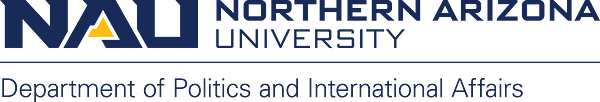 NAU NORTHERN ARIZONA
UNIVERSITY
Department of Politics and International Affairs